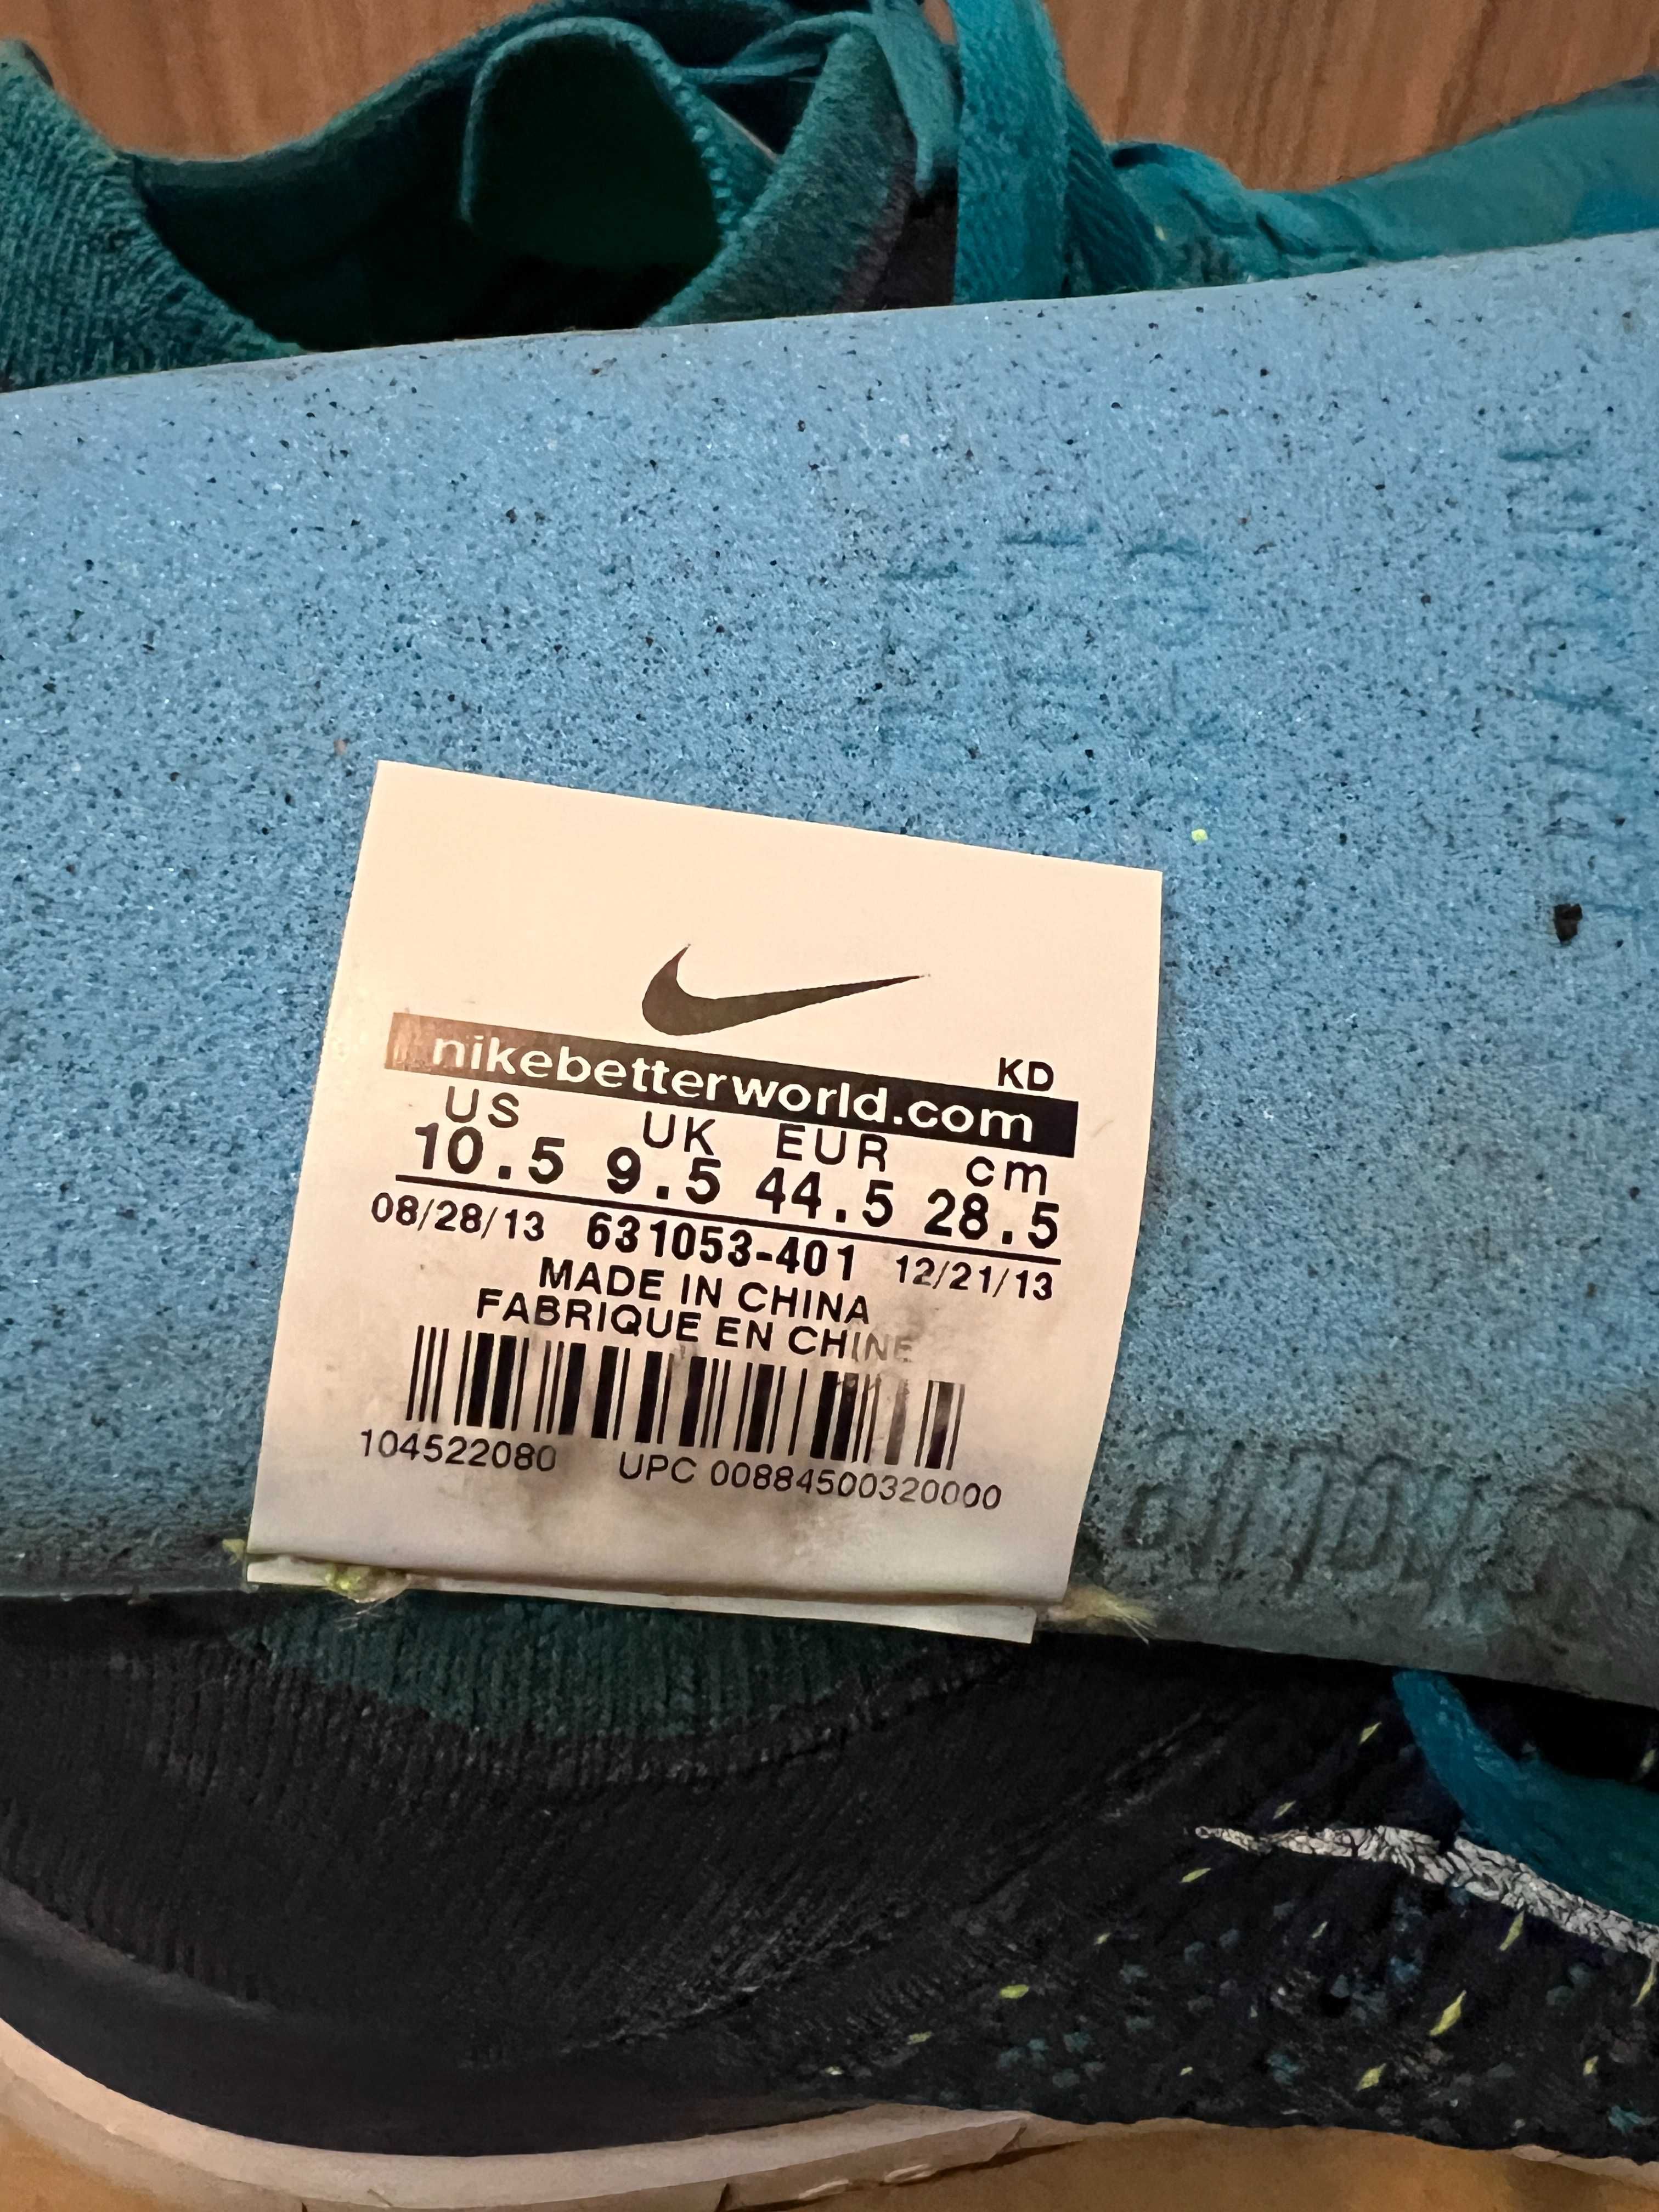 KD
nikebetterworld.com
US UK EUR cm
10.5 9.5 44.5 28.5
08/28/13 631053-401 12/21/13
MADE IN CHINA
FABRIQUE EN CHINE
104522080 UPC 00884500320000